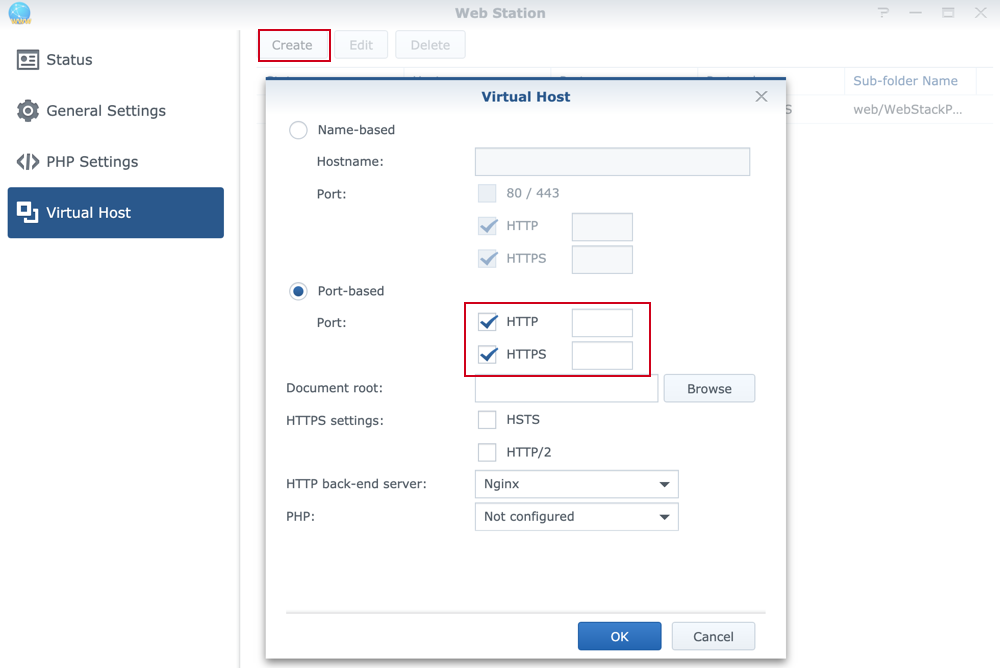 Web Station
Status
General Settings
PHP Settings
Virtual Host
Create Edit Delete
Sub-folder Name
S web/WebStackP...
Virtual Host
Name-based
Hostname:
Port: 80 / 443
HTTP
HTTPS
Port-based
Port: HTTP
HTTPS
Document root: Browse
HTTPS settings: HSTS
HTTP/2
HTTP back-end server: Nginx
PHP: Not configured
OK Cancel